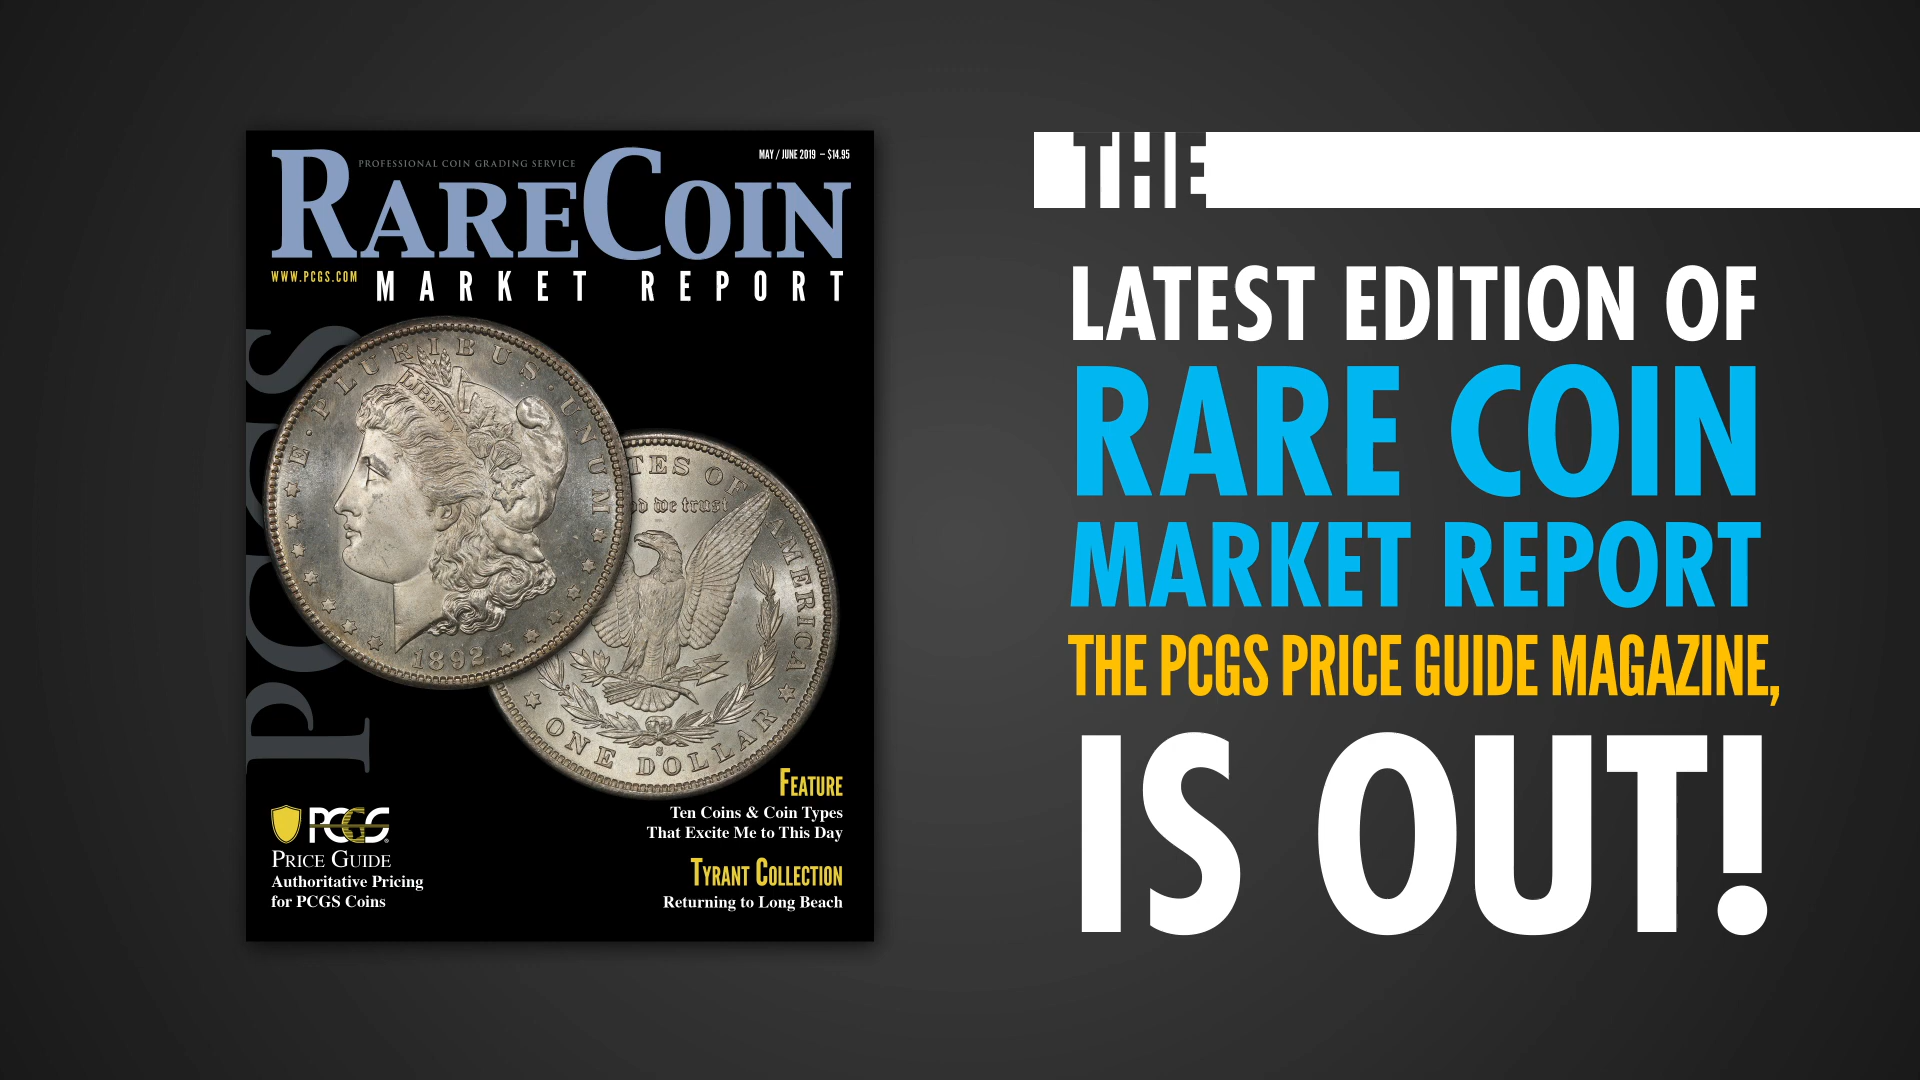 PROFESSIONAL COIN GRADING SERVICE
MAY / JUNE 2019 – $14.95
RARECOIN
WWW.PCGS.COM
MARKET REPORT
PCGS
E · PLURIBUS · UNUM
LIBERTY
1892
TES OF AMERICA
od we trust
S
ONE DOLLAR
PCGS
PRICE GUIDE
Authoritative Pricing
for PCGS Coins
FEATURE
Ten Coins & Coin Types
That Excite Me to This Day
TYRANT COLLECTION
Returning to Long Beach
THE
LATEST EDITION OF
RARE COIN
MARKET REPORT
THE PCGS PRICE GUIDE MAGAZINE,
IS OUT!